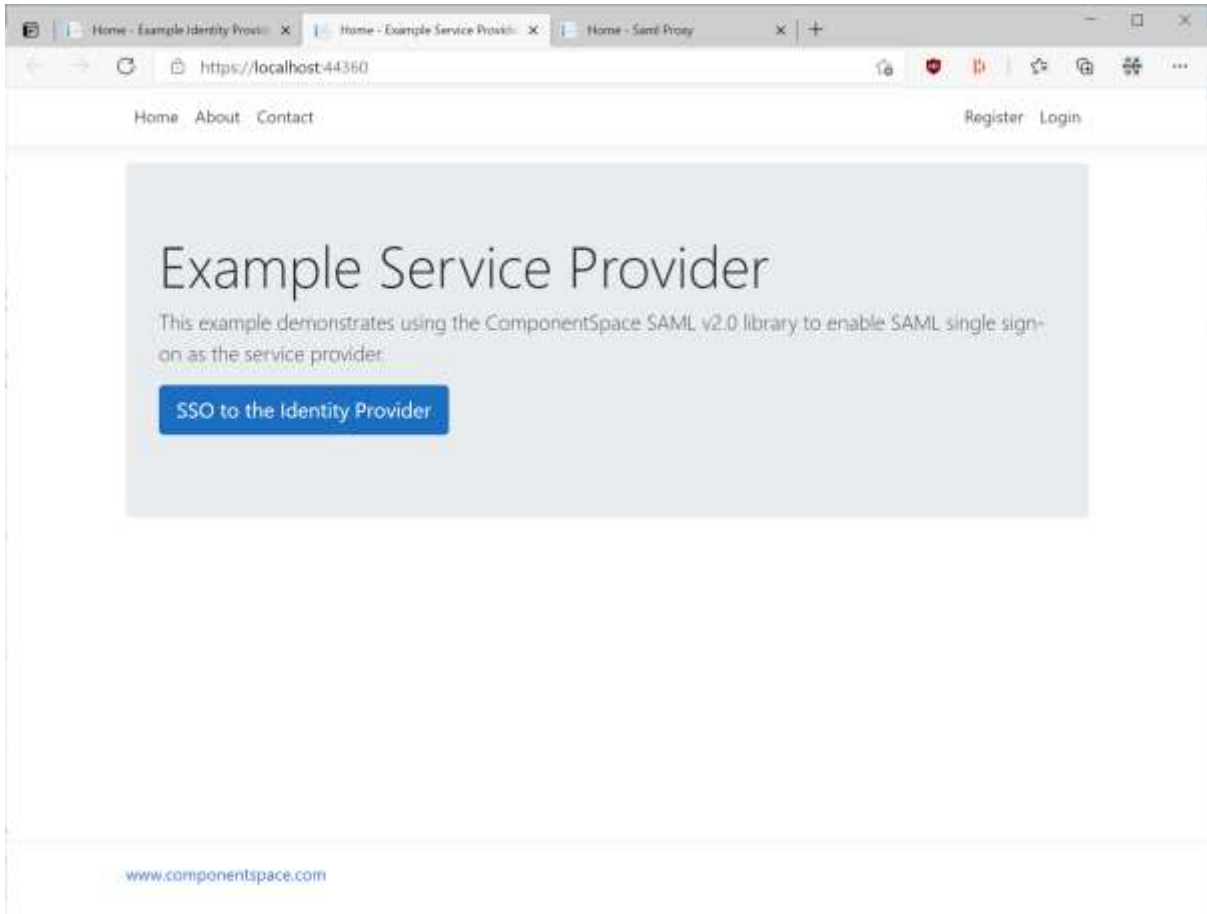 Home - Example Identity Provid
Home - Example Service Provid
Home - Saml Proxy
https://localhost:44360
Home About Contact
Register Login
Example Service Provider
This example demonstrates using the ComponentSpace SAML v2.0 library to enable SAML single sign-
on as the service provider.
SSO to the Identity Provider
www.componentspace.com